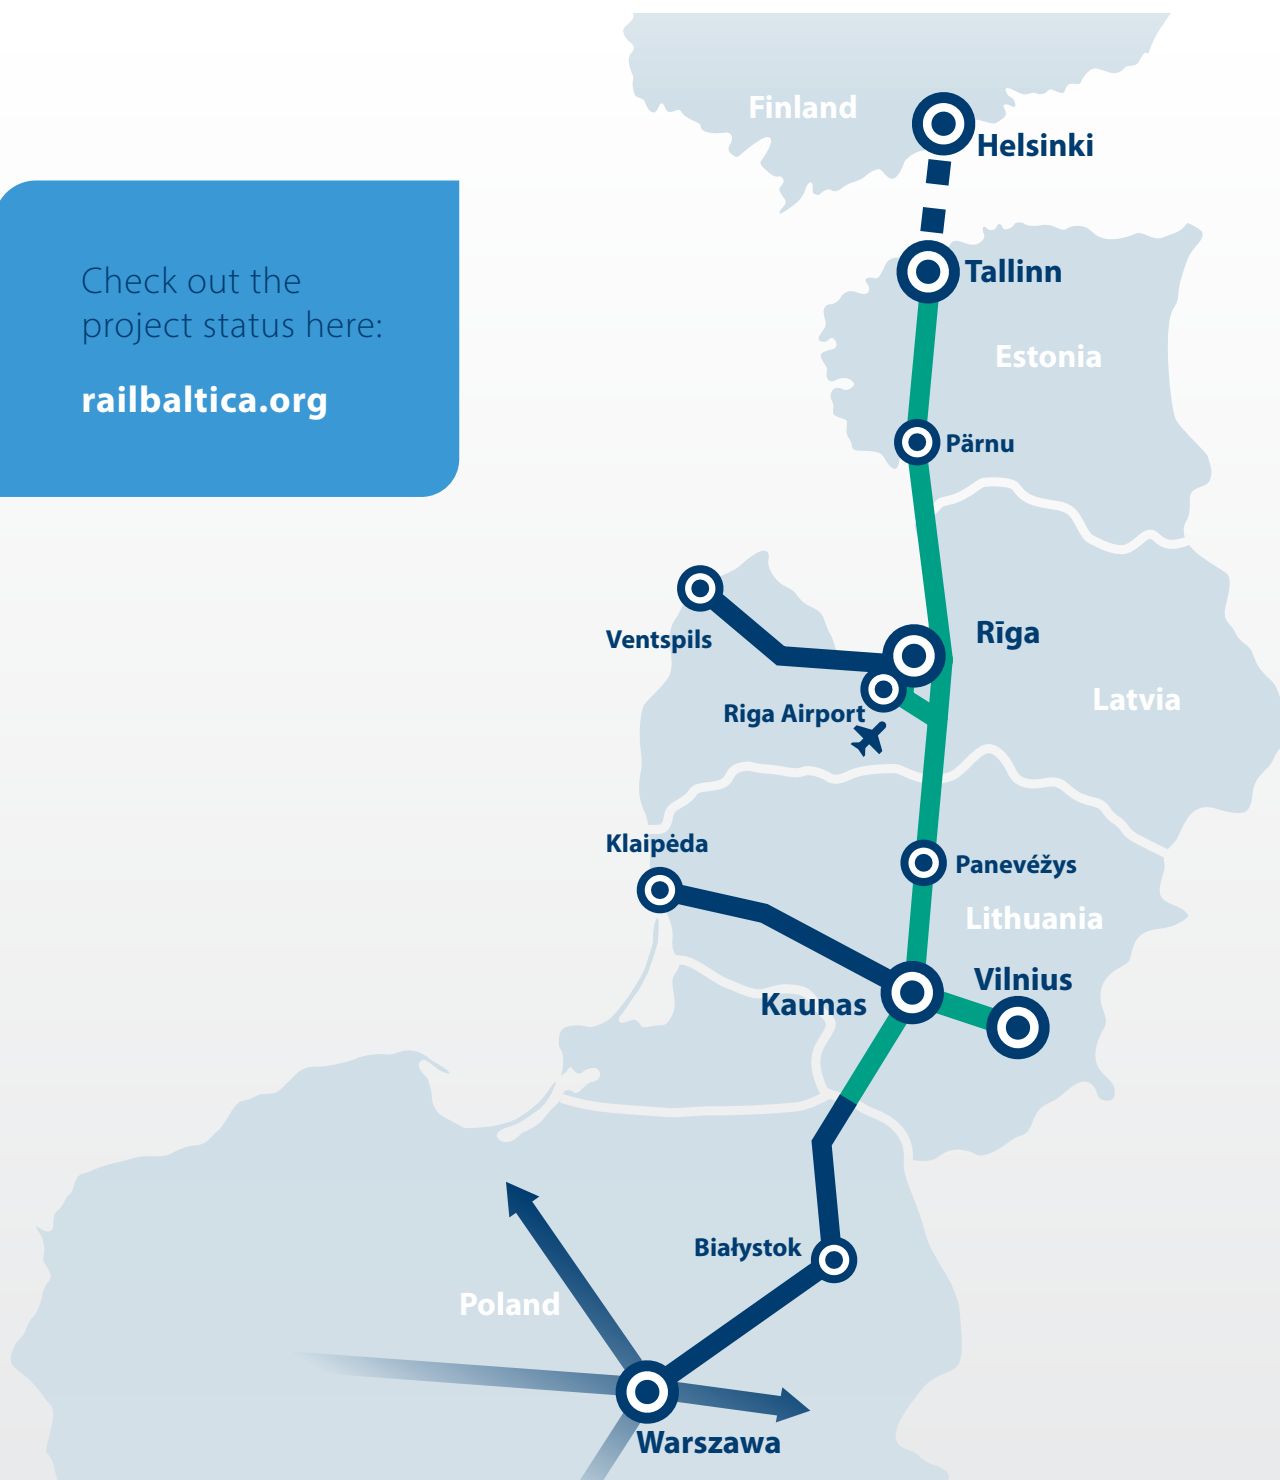 Finland
Helsinki
Check out the
project status here:
railbaltica.org
Tallinn
Estonia
Pärnu
Rīga
Ventspils
Latvia
Riga Airport
Klaipėda
Panevéžys
Lithuania
Vilnius
Kaunas
Białystok
Poland
Warszawa